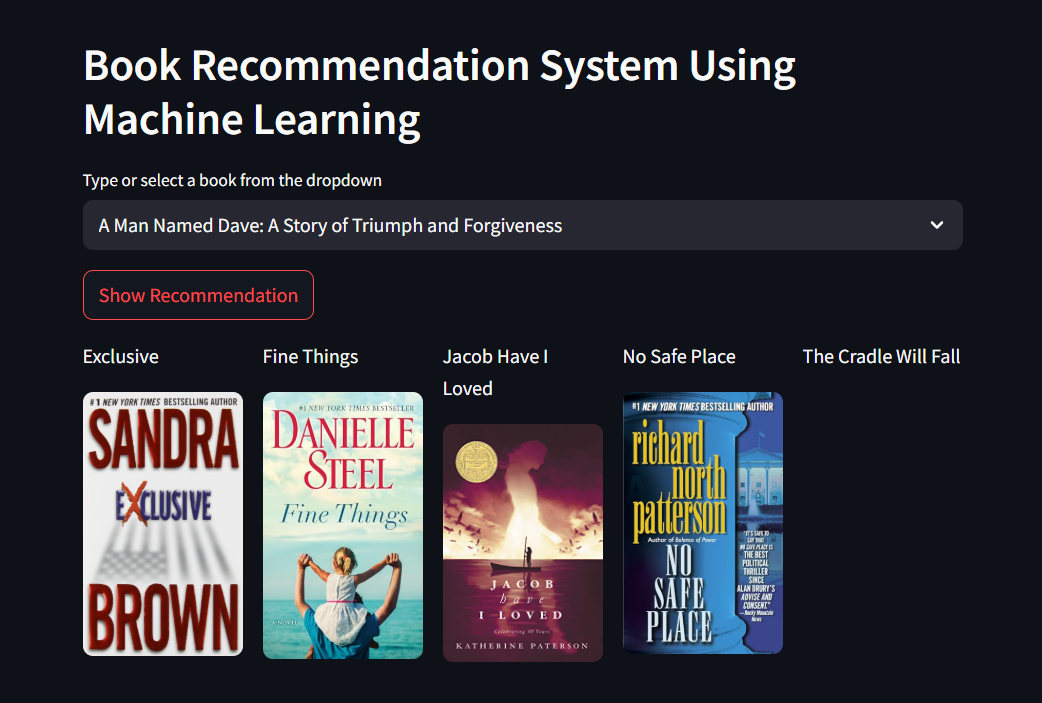 Book Recommendation System Using
Machine Learning
Type or select a book from the dropdown
A Man Named Dave: A Story of Triumph and Forgiveness
Show Recommendation
Exclusive
Fine Things
Jacob Have I
Loved
No Safe Place
The Cradle Will Fall
#1 NEW YORK TIMES BESTSELLING AUTHOR
SANDRA
EXCLUSIVE
BROWN
#1 NEW YORK TIMES BESTSELLER
DANIELLE
STEEL
Fine Things
A NOVEL
JACOB
have
I LOVED
Celebrating 40 Years
KATHERINE PATERSON
#1 NEW YORK TIMES BESTSELLING AUTHOR
richard
north
patterson
Author of Balance of Power
NO
SAFE
PLACE
"IT'S SAFE TO
SAY THAT
NO SAFE PLACE IS
THE BEST
POLITICAL
THRILLER
SINCE
ALAN DRURY'S
ADVISE AND
CONSENT."
—Rocky Mountain
News